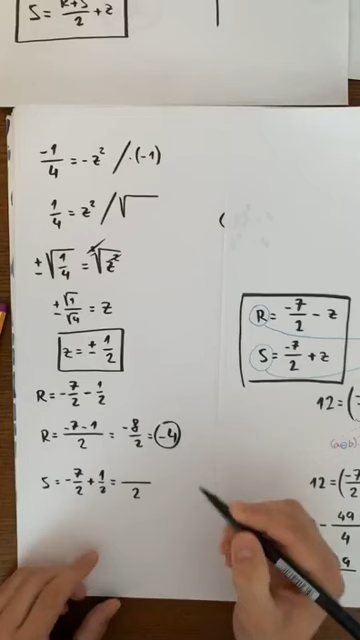 S = R+S/2 + z
-1/4 = -z² / ·(-1)
1/4 = z² / √
±√1/4 = √z²
±√1/√4 = z
z = ± 1/2
R = -7/2 - 1/2
R = -7-1/2 = -8/2 = -4
S = -7/2 + 1/2 = /2
R = -7/2 - z
S = -7/2 + z
12 = (-7
(a⊕b)
12 = (-7/2
- 49/4
9